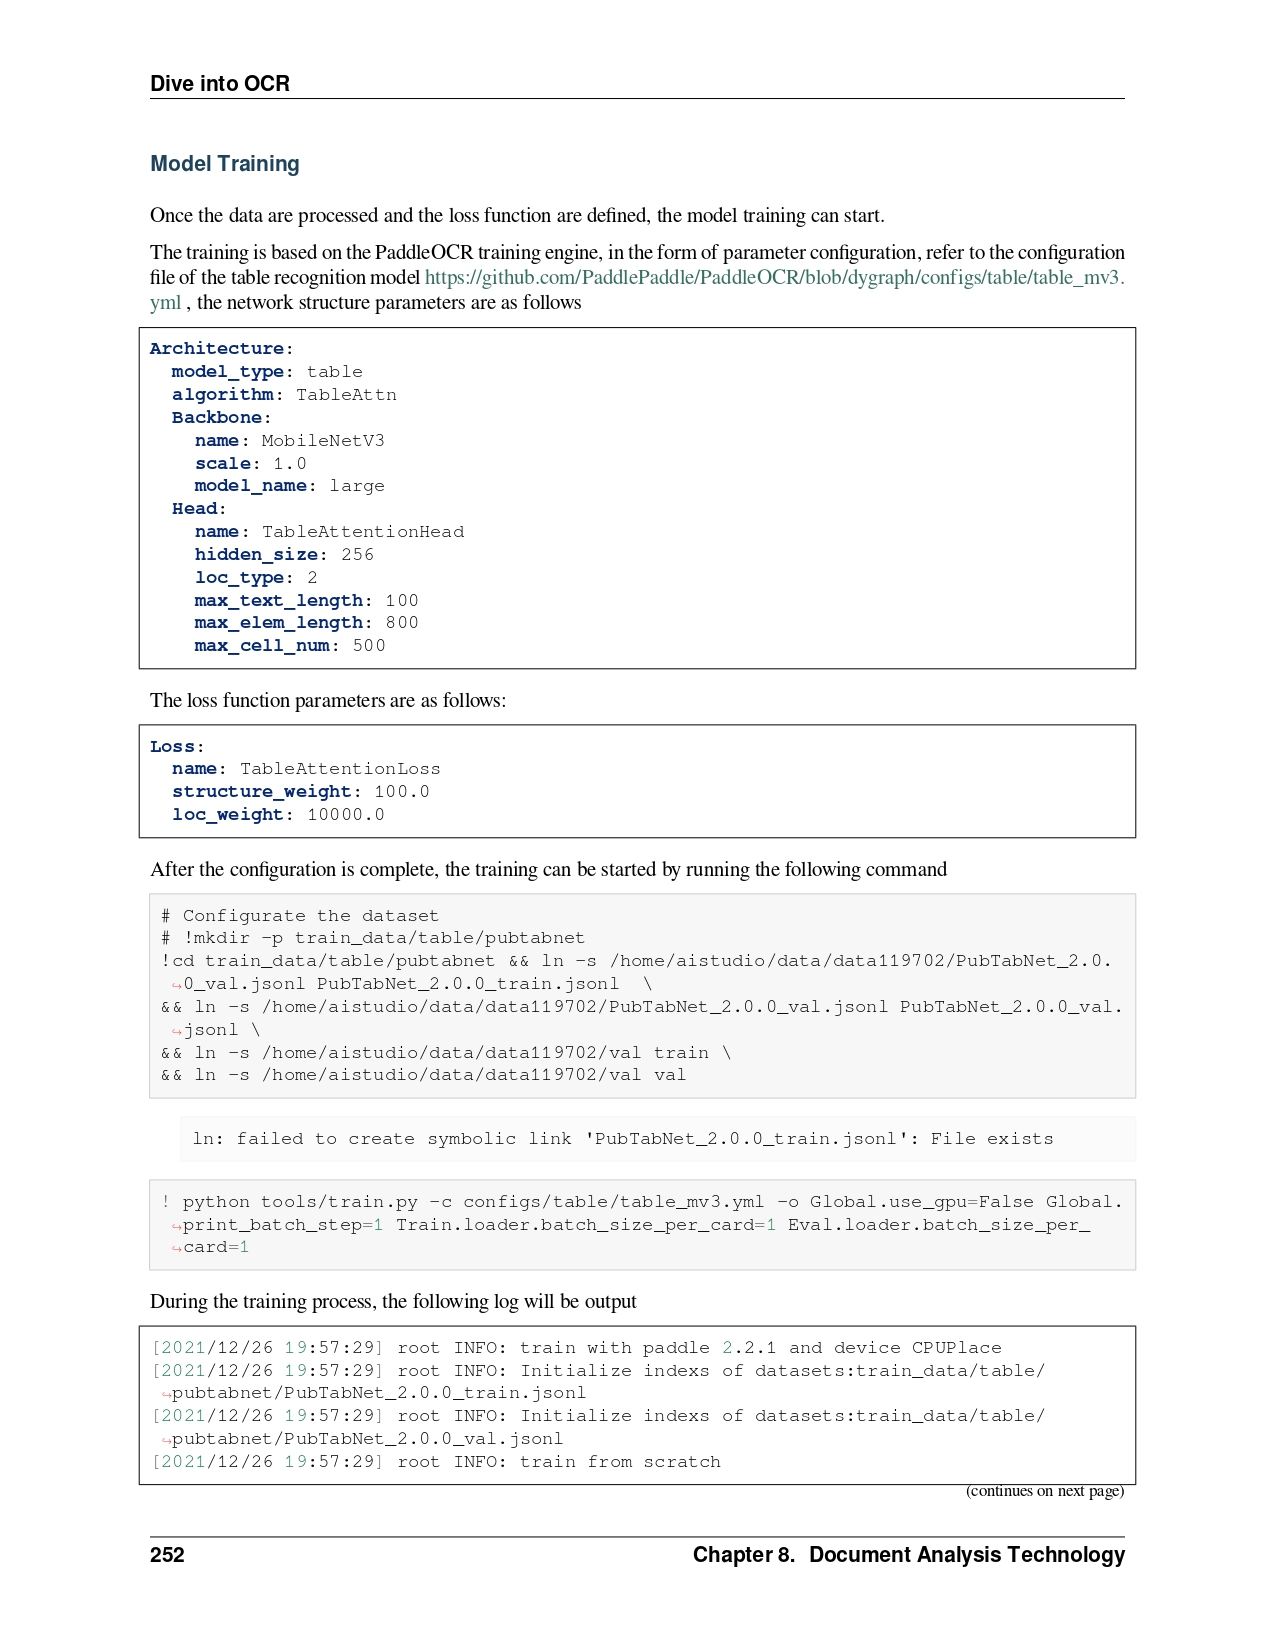 Dive into OCR
Model Training
Once the data are processed and the loss function are defined, the model training can start.
The training is based on the PaddleOCR training engine, in the form of parameter configuration, refer to the configuration
file of the table recognition model https://github.com/PaddlePaddle/PaddleOCR/blob/dygraph/configs/table/table_mv3.
yml , the network structure parameters are as follows
Architecture:
  model_type: table
  algorithm: TableAttn
  Backbone:
    name: MobileNetV3
    scale: 1.0
    model_name: large
  Head:
    name: TableAttentionHead
    hidden_size: 256
    loc_type: 2
    max_text_length: 100
    max_elem_length: 800
    max_cell_num: 500
The loss function parameters are as follows:
Loss:
  name: TableAttentionLoss
  structure_weight: 100.0
  loc_weight: 10000.0
After the configuration is complete, the training can be started by running the following command
# Configurate the dataset
# !mkdir -p train_data/table/pubtabnet
!cd train_data/table/pubtabnet && ln -s /home/aistudio/data/data119702/PubTabNet_2.0.
↪0_val.jsonl PubTabNet_2.0.0_train.jsonl  \
&& ln -s /home/aistudio/data/data119702/PubTabNet_2.0.0_val.jsonl PubTabNet_2.0.0_val.
↪jsonl \
&& ln -s /home/aistudio/data/data119702/val train \
&& ln -s /home/aistudio/data/data119702/val val
ln: failed to create symbolic link 'PubTabNet_2.0.0_train.jsonl': File exists
! python tools/train.py -c configs/table/table_mv3.yml -o Global.use_gpu=False Global.
↪print_batch_step=1 Train.loader.batch_size_per_card=1 Eval.loader.batch_size_per_
↪card=1
During the training process, the following log will be output
[2021/12/26 19:57:29] root INFO: train with paddle 2.2.1 and device CPUPlace
[2021/12/26 19:57:29] root INFO: Initialize indexs of datasets:train_data/table/
↪pubtabnet/PubTabNet_2.0.0_train.jsonl
[2021/12/26 19:57:29] root INFO: Initialize indexs of datasets:train_data/table/
↪pubtabnet/PubTabNet_2.0.0_val.jsonl
[2021/12/26 19:57:29] root INFO: train from scratch
(continues on next page)
252 Chapter 8. Document Analysis Technology